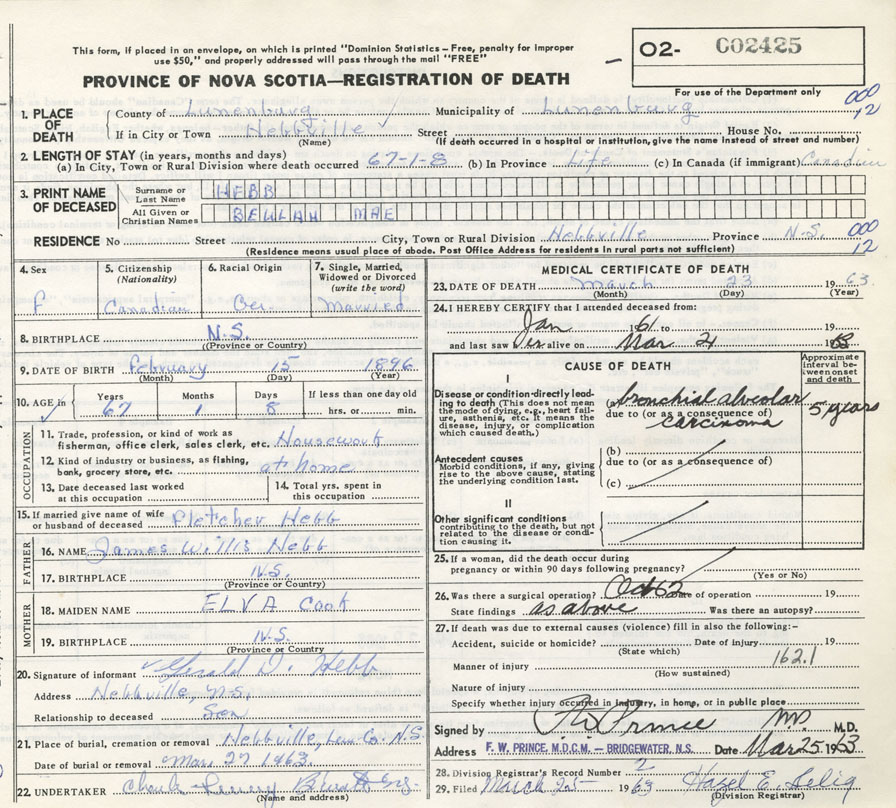 This form, if placed in an envelope, on which is printed "Dominion Statistics – Free, penalty for improper
use $50," and properly addressed will pass through the mail "FREE"
O2- C02425
PROVINCE OF NOVA SCOTIA—REGISTRATION OF DEATH
For use of the Department only
000
12
1. PLACE OF DEATH
County of Lunenburg Municipality of Lunenburg
If in City or Town Hebbville Street House No.
(Name) (If death occurred in a hospital or institution, give the name instead of street and number)
2. LENGTH OF STAY (in years, months and days)
(a) In City, Town or Rural Division where death occurred 67-1-8 (b) In Province Life (c) In Canada (if immigrant) Canadian
3. PRINT NAME OF DECEASED
Surname or Last Name HEBB
All Given or Christian Names BEULAH MAE
RESIDENCE No Street City, Town or Rural Division Hebbville Province N.S.
000
12
(Residence means usual place of abode. Post Office Address for residents in rural parts not sufficient)
4. Sex
F
5. Citizenship (Nationality)
Canadian
6. Racial Origin
Ger.
7. Single, Married, Widowed or Divorced (write the word)
Married
8. BIRTHPLACE N.S.
(Province or Country)
9. DATE OF BIRTH February 15 1896
(Month) (Day) (Year)
10. AGE in
Years Months Days If less than one day old
67 1 8 hrs. or min.
OCCUPATION
11. Trade, profession, or kind of work as
fisherman, office clerk, sales clerk, etc. Housework
12. Kind of industry or business, as fishing,
bank, grocery store, etc. at home
13. Date deceased last worked
at this occupation
14. Total yrs. spent in
this occupation
15. If married give name of wife
or husband of deceased Pletcher Hebb
FATHER
16. NAME James Willis Hebb
17. BIRTHPLACE N.S.
(Province or Country)
MOTHER
18. MAIDEN NAME ELVA Cook
19. BIRTHPLACE N.S.
(Province or Country
20. Signature of informant Gerald D. Hebb
Address Hebbville, N.S.
Relationship to deceased Son
21. Place of burial, cremation or removal Hebbville, Lun Co. N.S.
Date of burial or removal Mar. 27 1963
22. UNDERTAKER
(Name and address)
MEDICAL CERTIFICATE OF DEATH
23. DATE OF DEATH March 23 1963
(Month) (Day) (Year)
24. I HEREBY CERTIFY that I attended deceased from:
Jan 1961 to 19
and last saw her alive on Mar 21 1963
CAUSE OF DEATH
Approximate interval between onset and death
I
Disease or condition directly leading to death (This does not mean the mode of dying, e.g., heart failure, asthenia, etc. It means the disease, injury, or complication which caused death.)
(a) bronchial alveolar
due to (or as a consequence of)
carcinoma
5 years
Antecedent causes
Morbid conditions, if any, giving rise to the above cause, stating the underlying condition last.
(b)
due to (or as a consequence of)
(c)
II
Other significant conditions
contributing to the death, but not related to the disease or condition causing it.
25. If a woman, did the death occur during
pregnancy or within 90 days following pregnancy?
(Yes or No)
26. Was there a surgical operation? Oct 62 Date of operation 19
State findings as above Was there an autopsy?
27. If death was due to external causes (violence) fill in also the following:-
Accident, suicide or homicide? Date of injury 19
(State which)
162.1
Manner of injury
(How sustained)
Nature of injury
Specify whether injury occurred in industry, in home, or in public place
Signed by F.W. Prince MD M.D.
Address F. W. PRINCE, M.D.C.M. – BRIDGEWATER, N.S. Date Mar 25 1963
28. Division Registrar's Record Number 2
29. Filed March 25 1963 Hazel E. Selig
(Division Registrar)